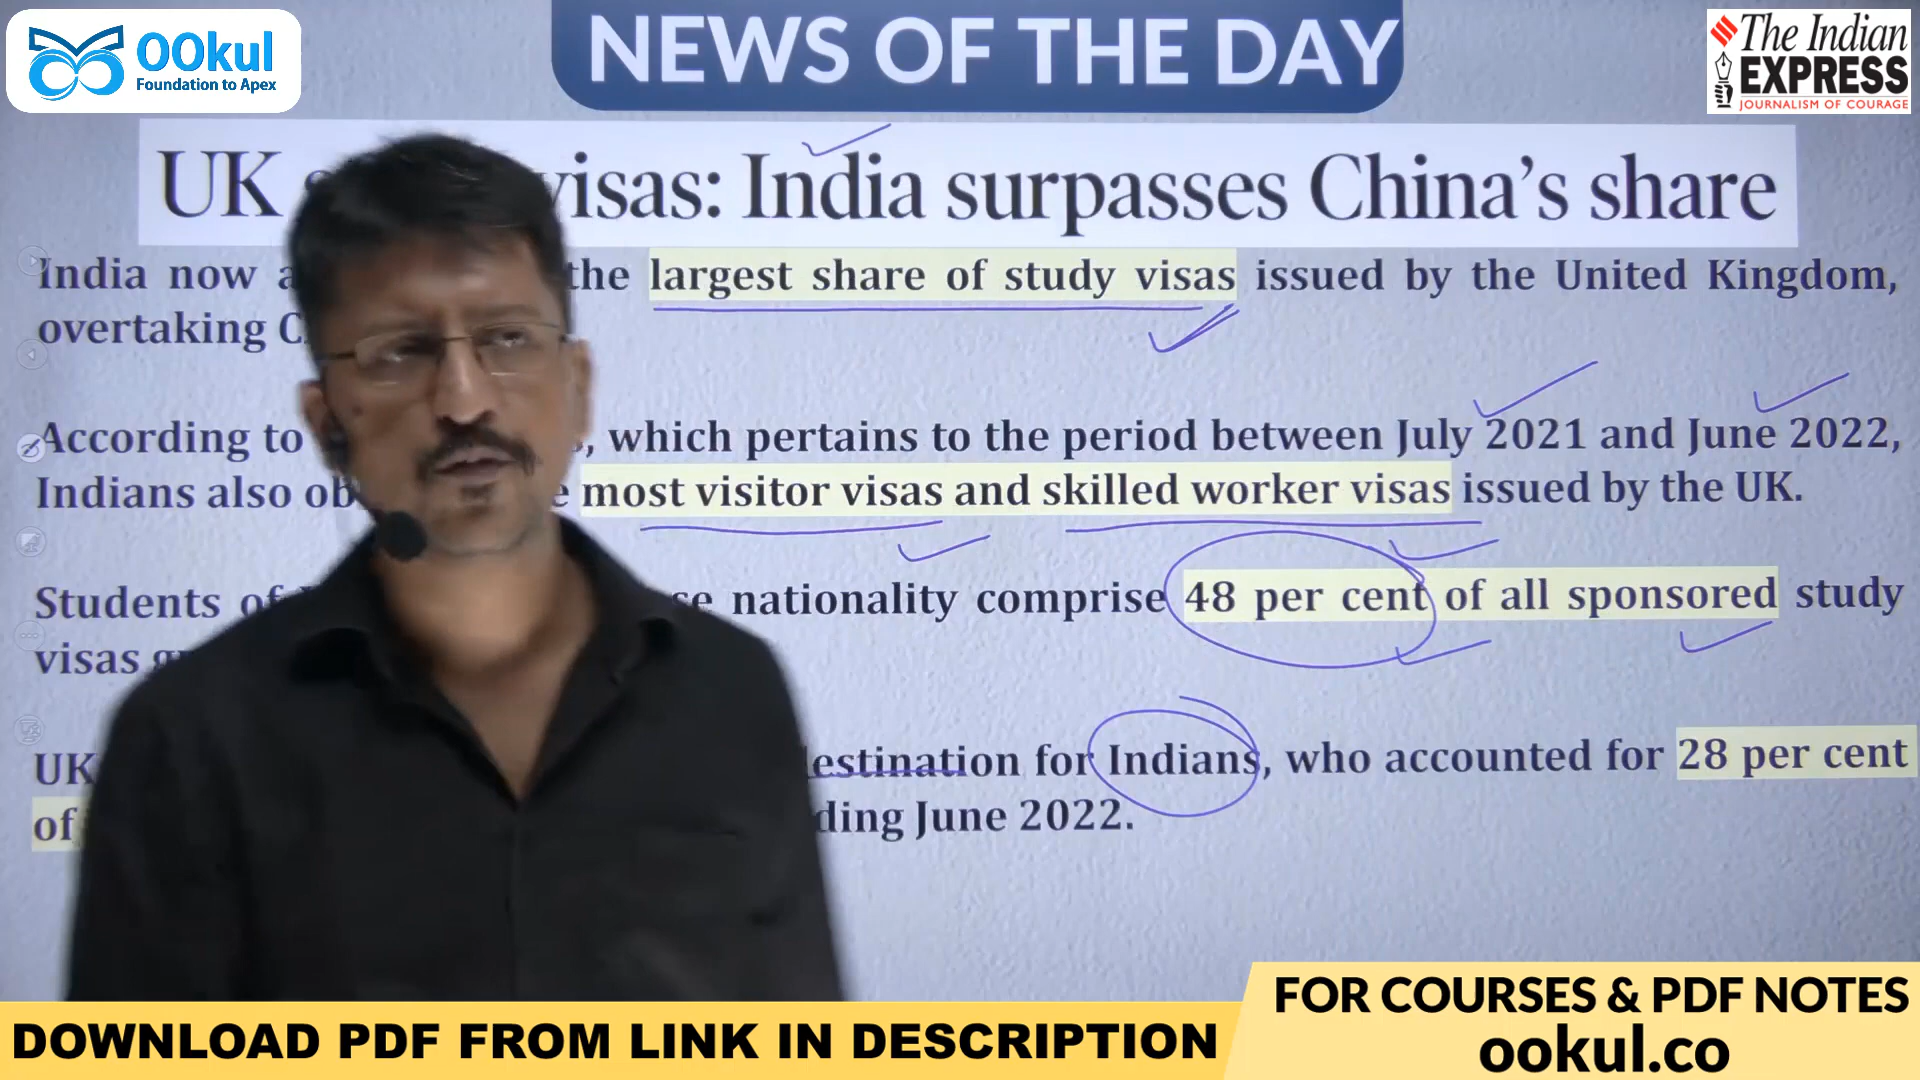 OOkul
Foundation to Apex
NEWS OF THE DAY
The Indian
EXPRESS
JOURNALISM OF COURAGE
UK visas: India surpasses China's share
India now the largest share of study visas issued by the United Kingdom,
overtaking
According to which pertains to the period between July 2021 and June 2022,
Indians also most visitor visas and skilled worker visas issued by the UK.
Students of nationality comprise 48 per cent of all sponsored study
visas
UK for Indians, who accounted for 28 per cent
of June 2022.
DOWNLOAD PDF FROM LINK IN DESCRIPTION
FOR COURSES & PDF NOTES
ookul.co